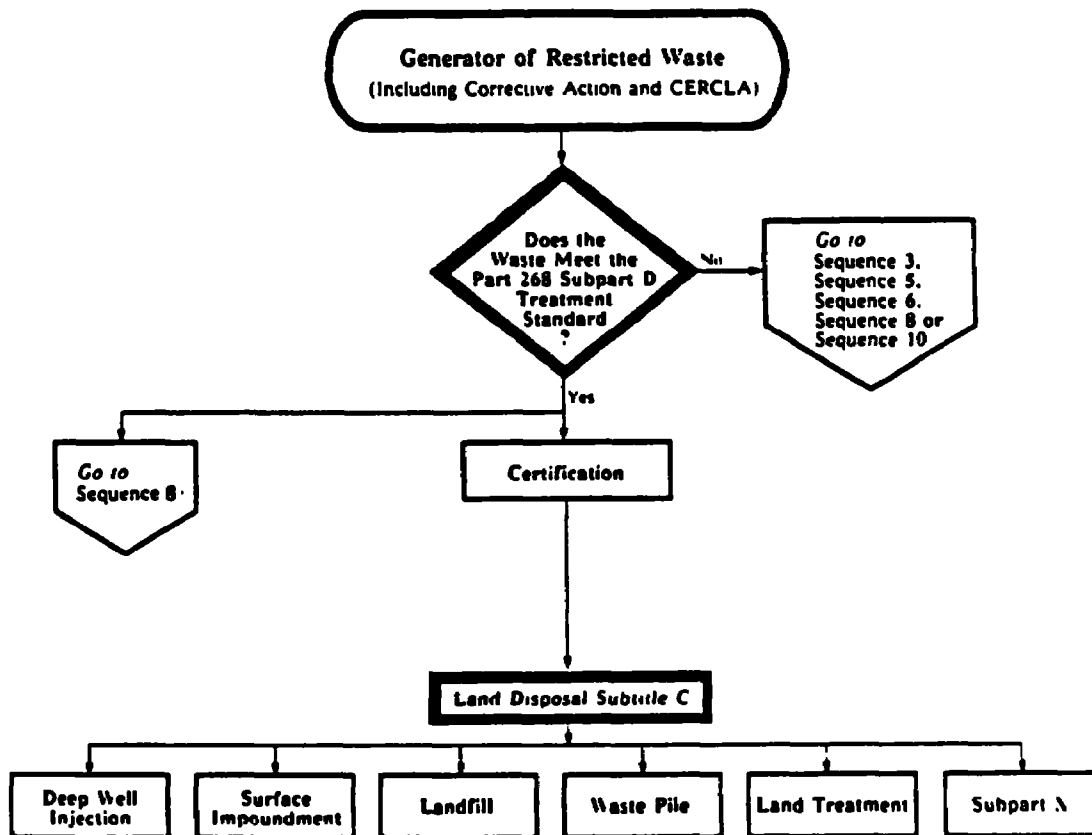 Generator of Restricted Waste
(Including Corrective Action and CERCLA)
Does the
Waste Meet the
Part 268 Subpart D
Treatment
Standard
?
No
Go to
Sequence 3.
Sequence 5.
Sequence 6.
Sequence 8 or
Sequence 10
Yes
Go to
Sequence 8
Certification
Land Disposal Subtitle C
Deep Well
Injection
Surface
Impoundment
Landfill
Waste Pile
Land Treatment
Subpart X